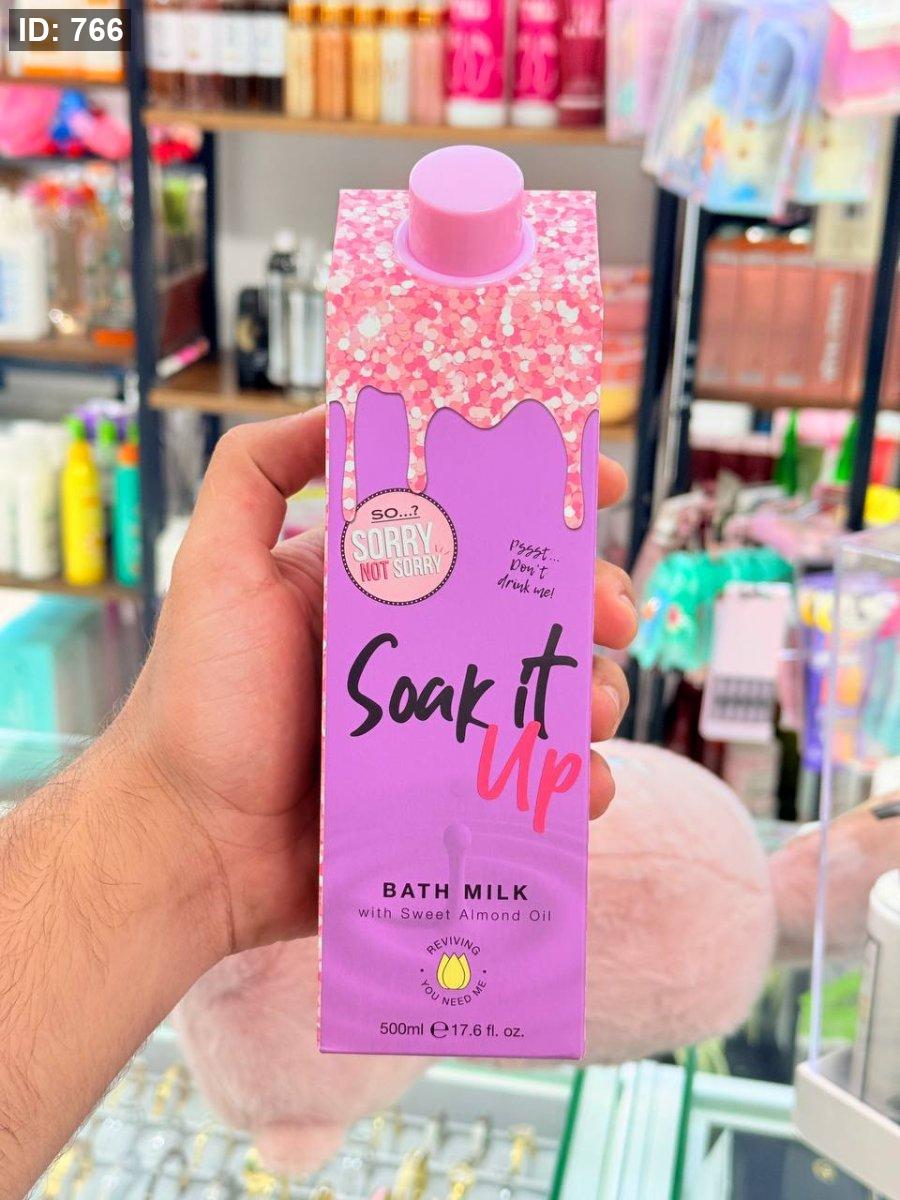 ID: 766
SO...?
SORRY
NOT SORRY
Pssst...
Don't
drink me!
Soak it
Up
BATH MILK
with Sweet Almond Oil
REVIVING
YOU NEED ME
500ml ℮ 17.6 fl. oz.